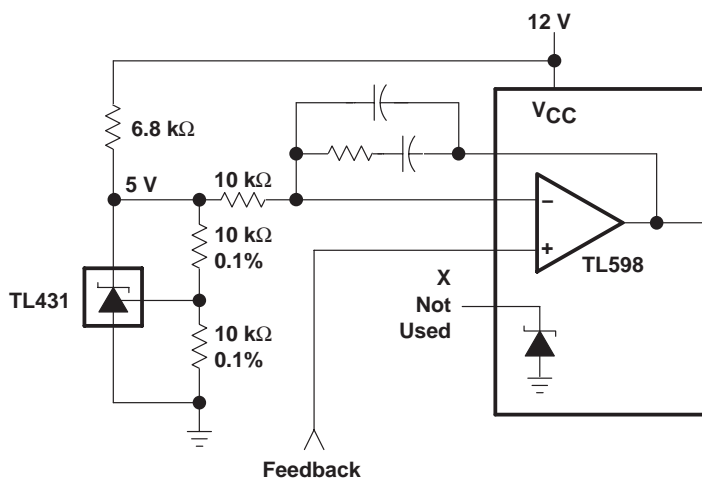 12 V
V_CC
6.8 kΩ
5 V
10 kΩ
10 kΩ
0.1%
TL431
10 kΩ
0.1%
−
+
TL598
X
Not
Used
Feedback